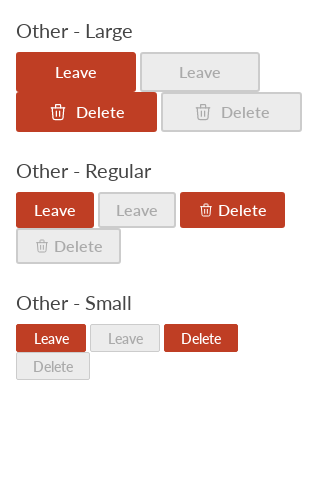 Other - Large
Leave Leave
Delete Delete
Other - Regular
Leave Leave Delete
Delete
Other - Small
Leave Leave Delete
Delete